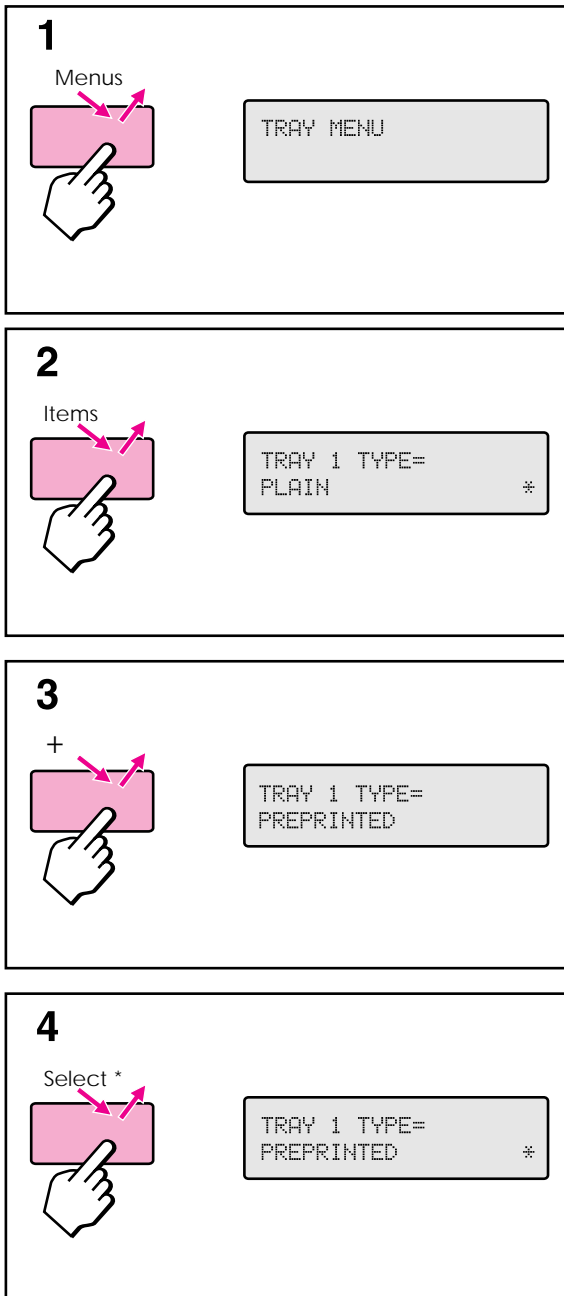 1
Menus
TRAY MENU
2
Items
TRAY 1 TYPE=
PLAIN *
3
+
TRAY 1 TYPE=
PREPRINTED
4
Select *
TRAY 1 TYPE=
PREPRINTED *